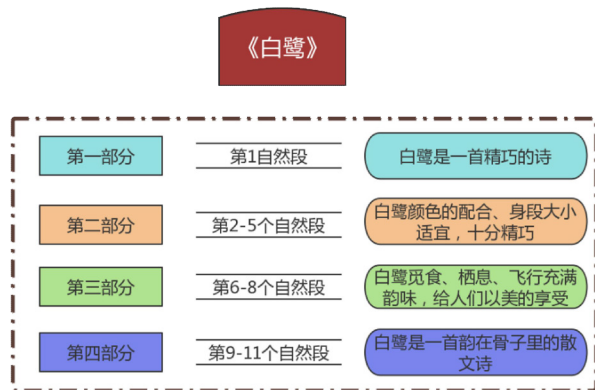 《白鹭》
第一部分
第1自然段
白鹭是一首精巧的诗
第二部分
第2-5个自然段
白鹭颜色的配合、身段大小
适宜，十分精巧
第三部分
第6-8个自然段
白鹭觅食、栖息、飞行充满
韵味，给人们以美的享受
第四部分
第9-11个自然段
白鹭是一首韵在骨子里的散
文诗